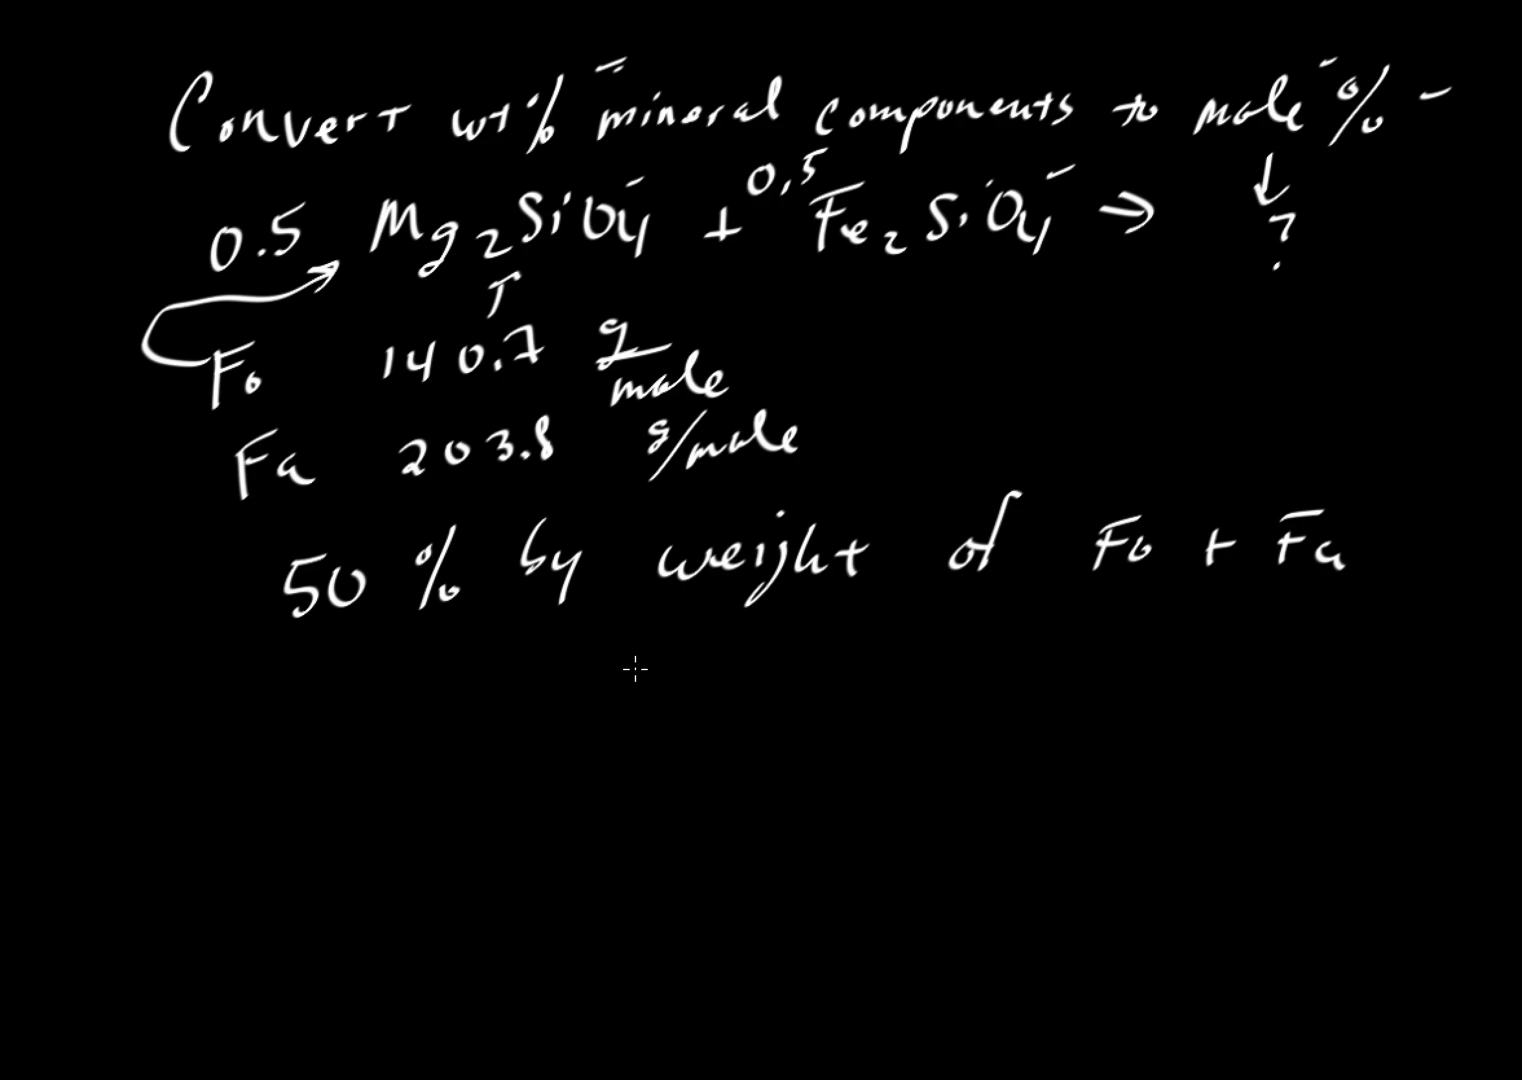 Convert wt% mineral components to mole %
0.5 Mg2SiO4 + 0.5 Fe2SiO4 → ?
Fo 140.7 g/mole
Fa 203.8 g/mole
50 % by weight of Fo + Fa